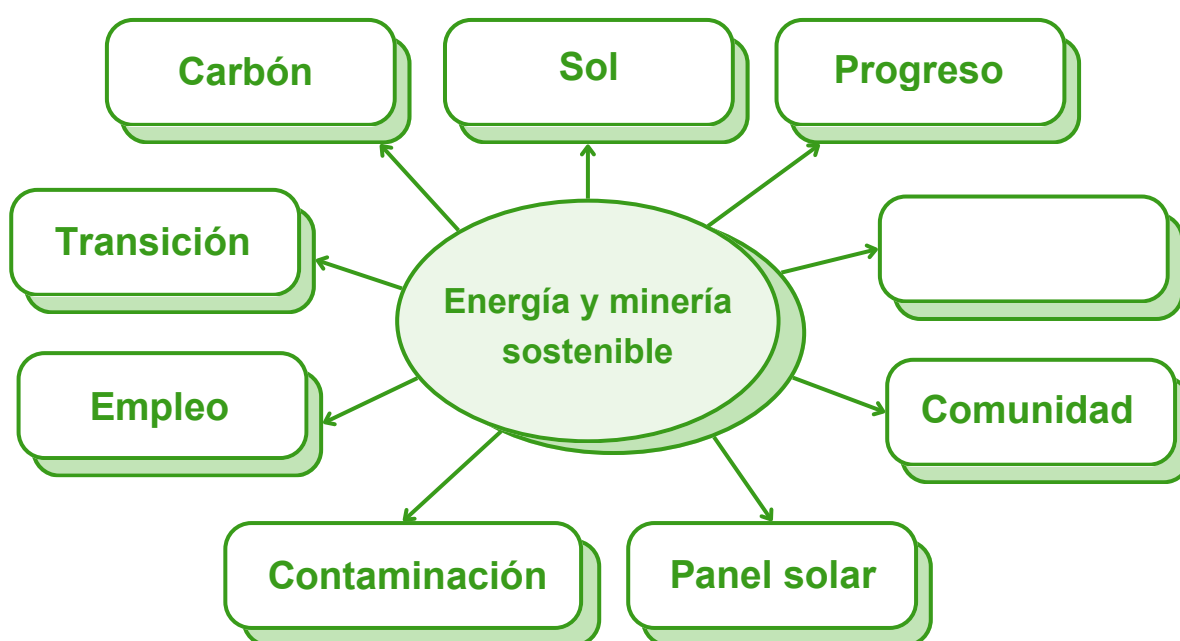 Carbón
Sol
Progreso
Transición
Energía y minería
sostenible
Empleo
Comunidad
Contaminación
Panel solar